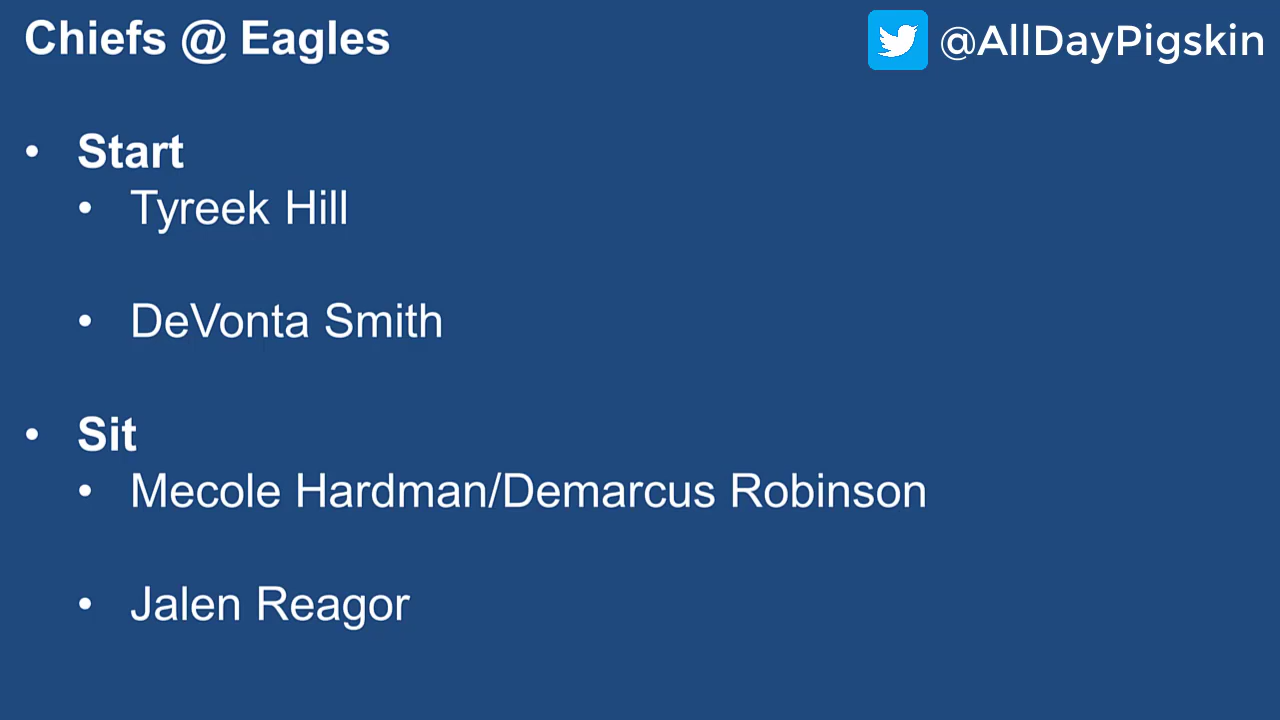 Chiefs @ Eagles
@AllDayPigskin
• Start
• Tyreek Hill
• DeVonta Smith
• Sit
• Mecole Hardman/Demarcus Robinson
• Jalen Reagor